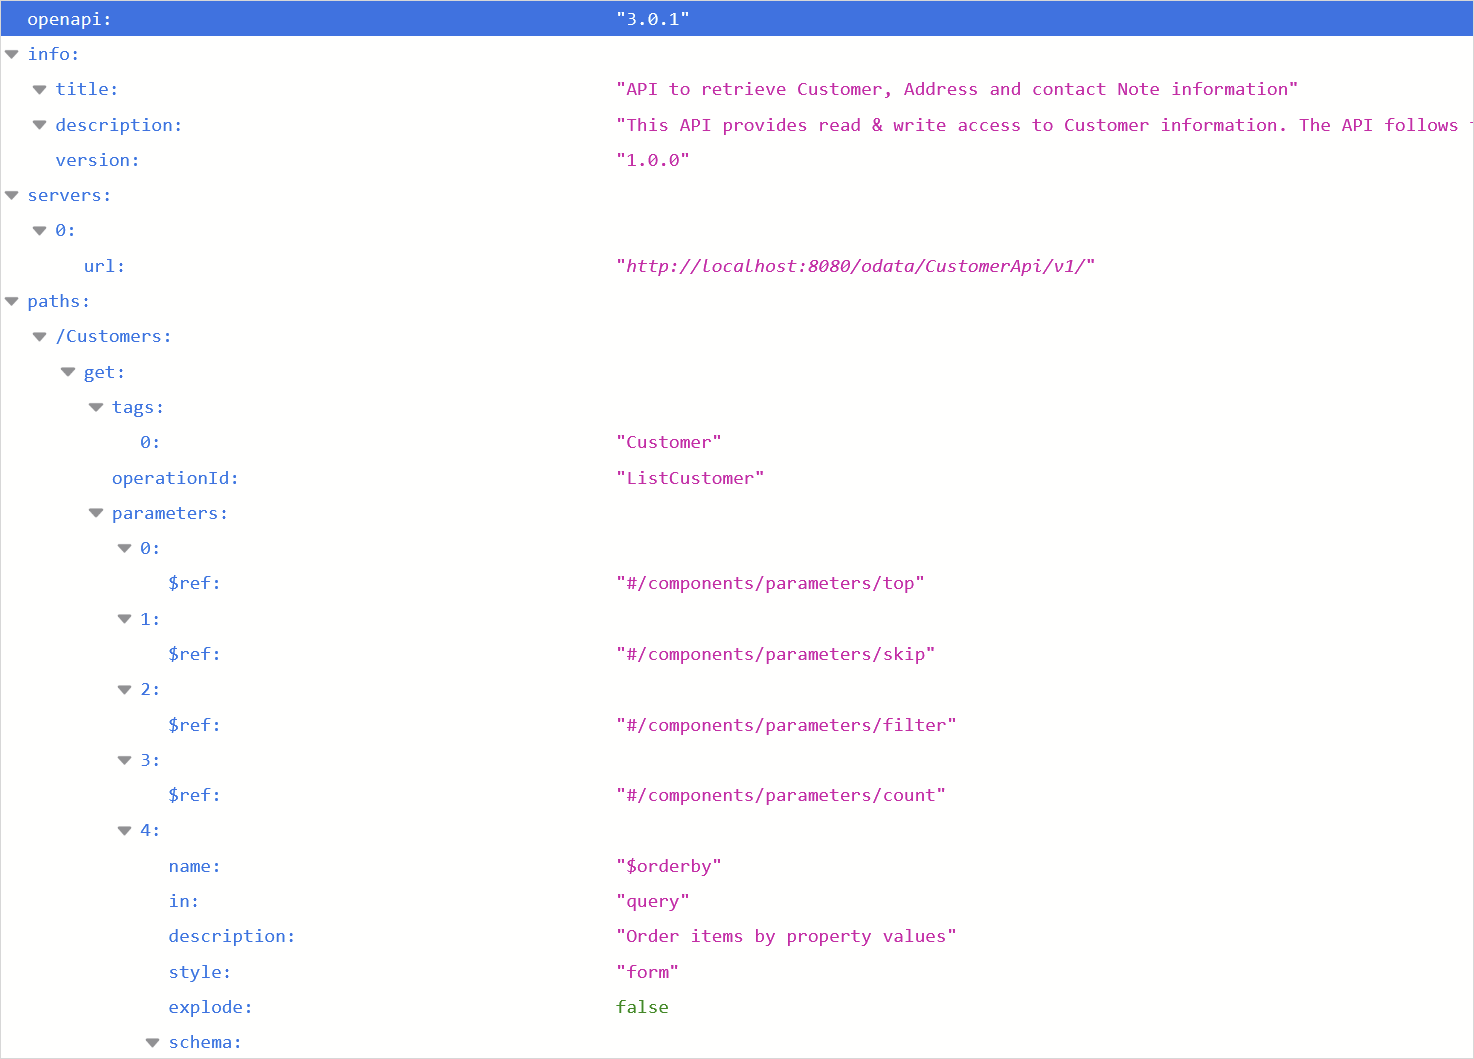 openapi: "3.0.1"
info:
title: "API to retrieve Customer, Address and contact Note information"
description: "This API provides read & write access to Customer information. The API follows
version: "1.0.0"
servers:
0:
url: "http://localhost:8080/odata/CustomerApi/v1/"
paths:
/Customers:
get:
tags:
0: "Customer"
operationId: "ListCustomer"
parameters:
0:
$ref: "#/components/parameters/top"
1:
$ref: "#/components/parameters/skip"
2:
$ref: "#/components/parameters/filter"
3:
$ref: "#/components/parameters/count"
4:
name: "$orderby"
in: "query"
description: "Order items by property values"
style: "form"
explode: false
schema: